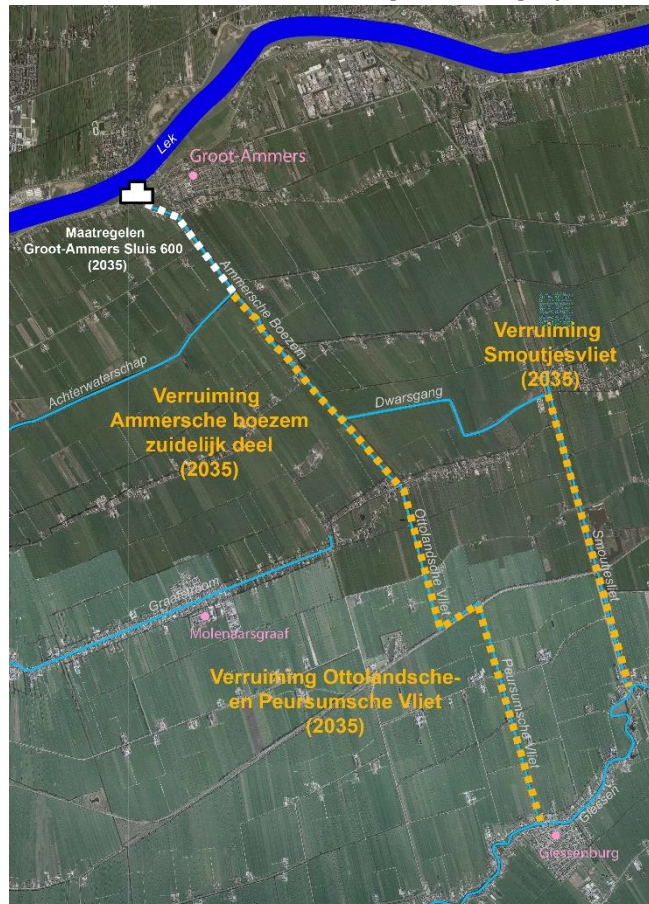 Lek
Groot-Ammers
Maatregelen
Groot-Ammers Sluis 600
(2035)
Ammersche Boezem
Achterwaterschap
Verruiming
Smoutjesvliet
(2035)
Verruiming
Ammersche boezem
zuidelijk deel
(2035)
Dwarsgang
Ottolandsche Vliet
Smoutjesliet
Graafstroom
Molenaarsgraaf
Verruiming Ottolandsche-
en Peursumsche Vliet
(2035)
Peursumsche Vliet
Giessen
Giessenburg